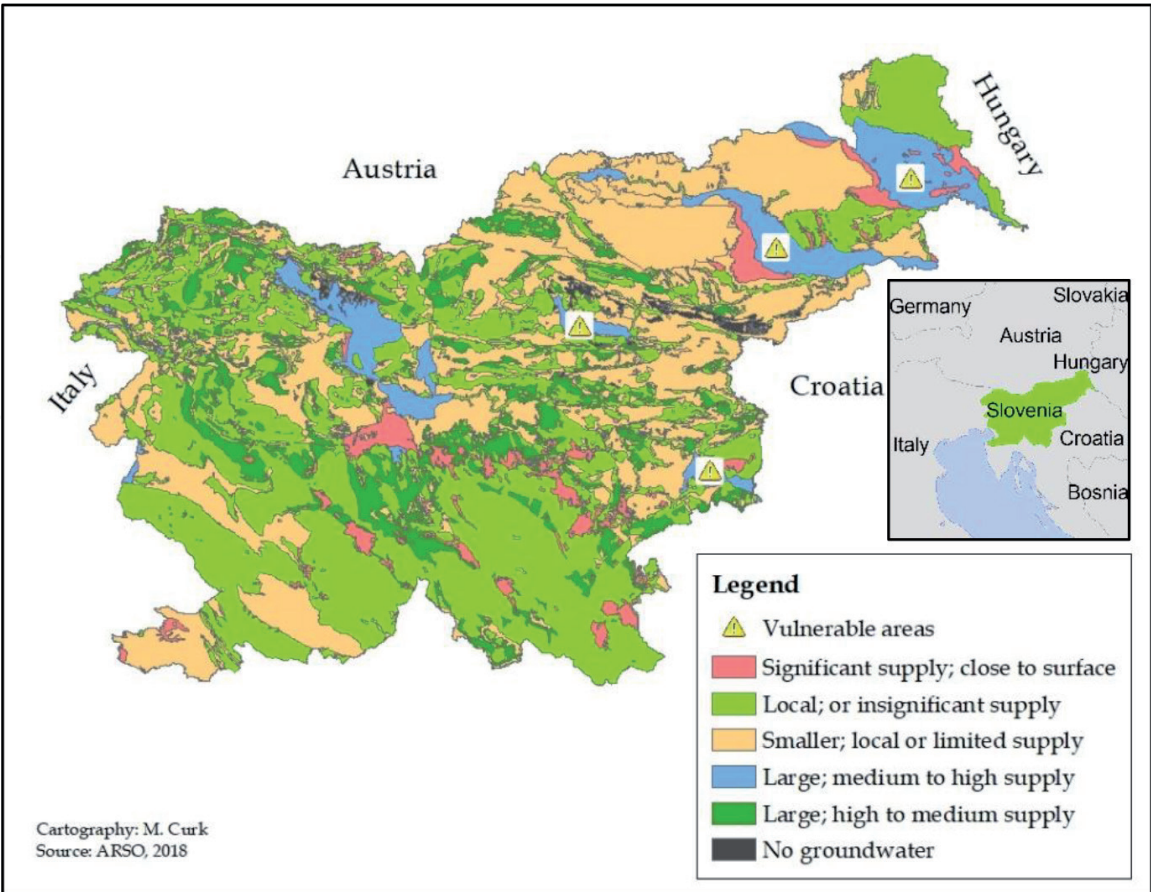 Austria
Hungary
Italy
Croatia
Germany
Slovakia
Austria
Hungary
Slovenia
Italy
Croatia
Bosnia
Legend
Vulnerable areas
Significant supply; close to surface
Local; or insignificant supply
Smaller; local or limited supply
Large; medium to high supply
Large; high to medium supply
No groundwater
Cartography: M. Curk
Source: ARSO, 2018